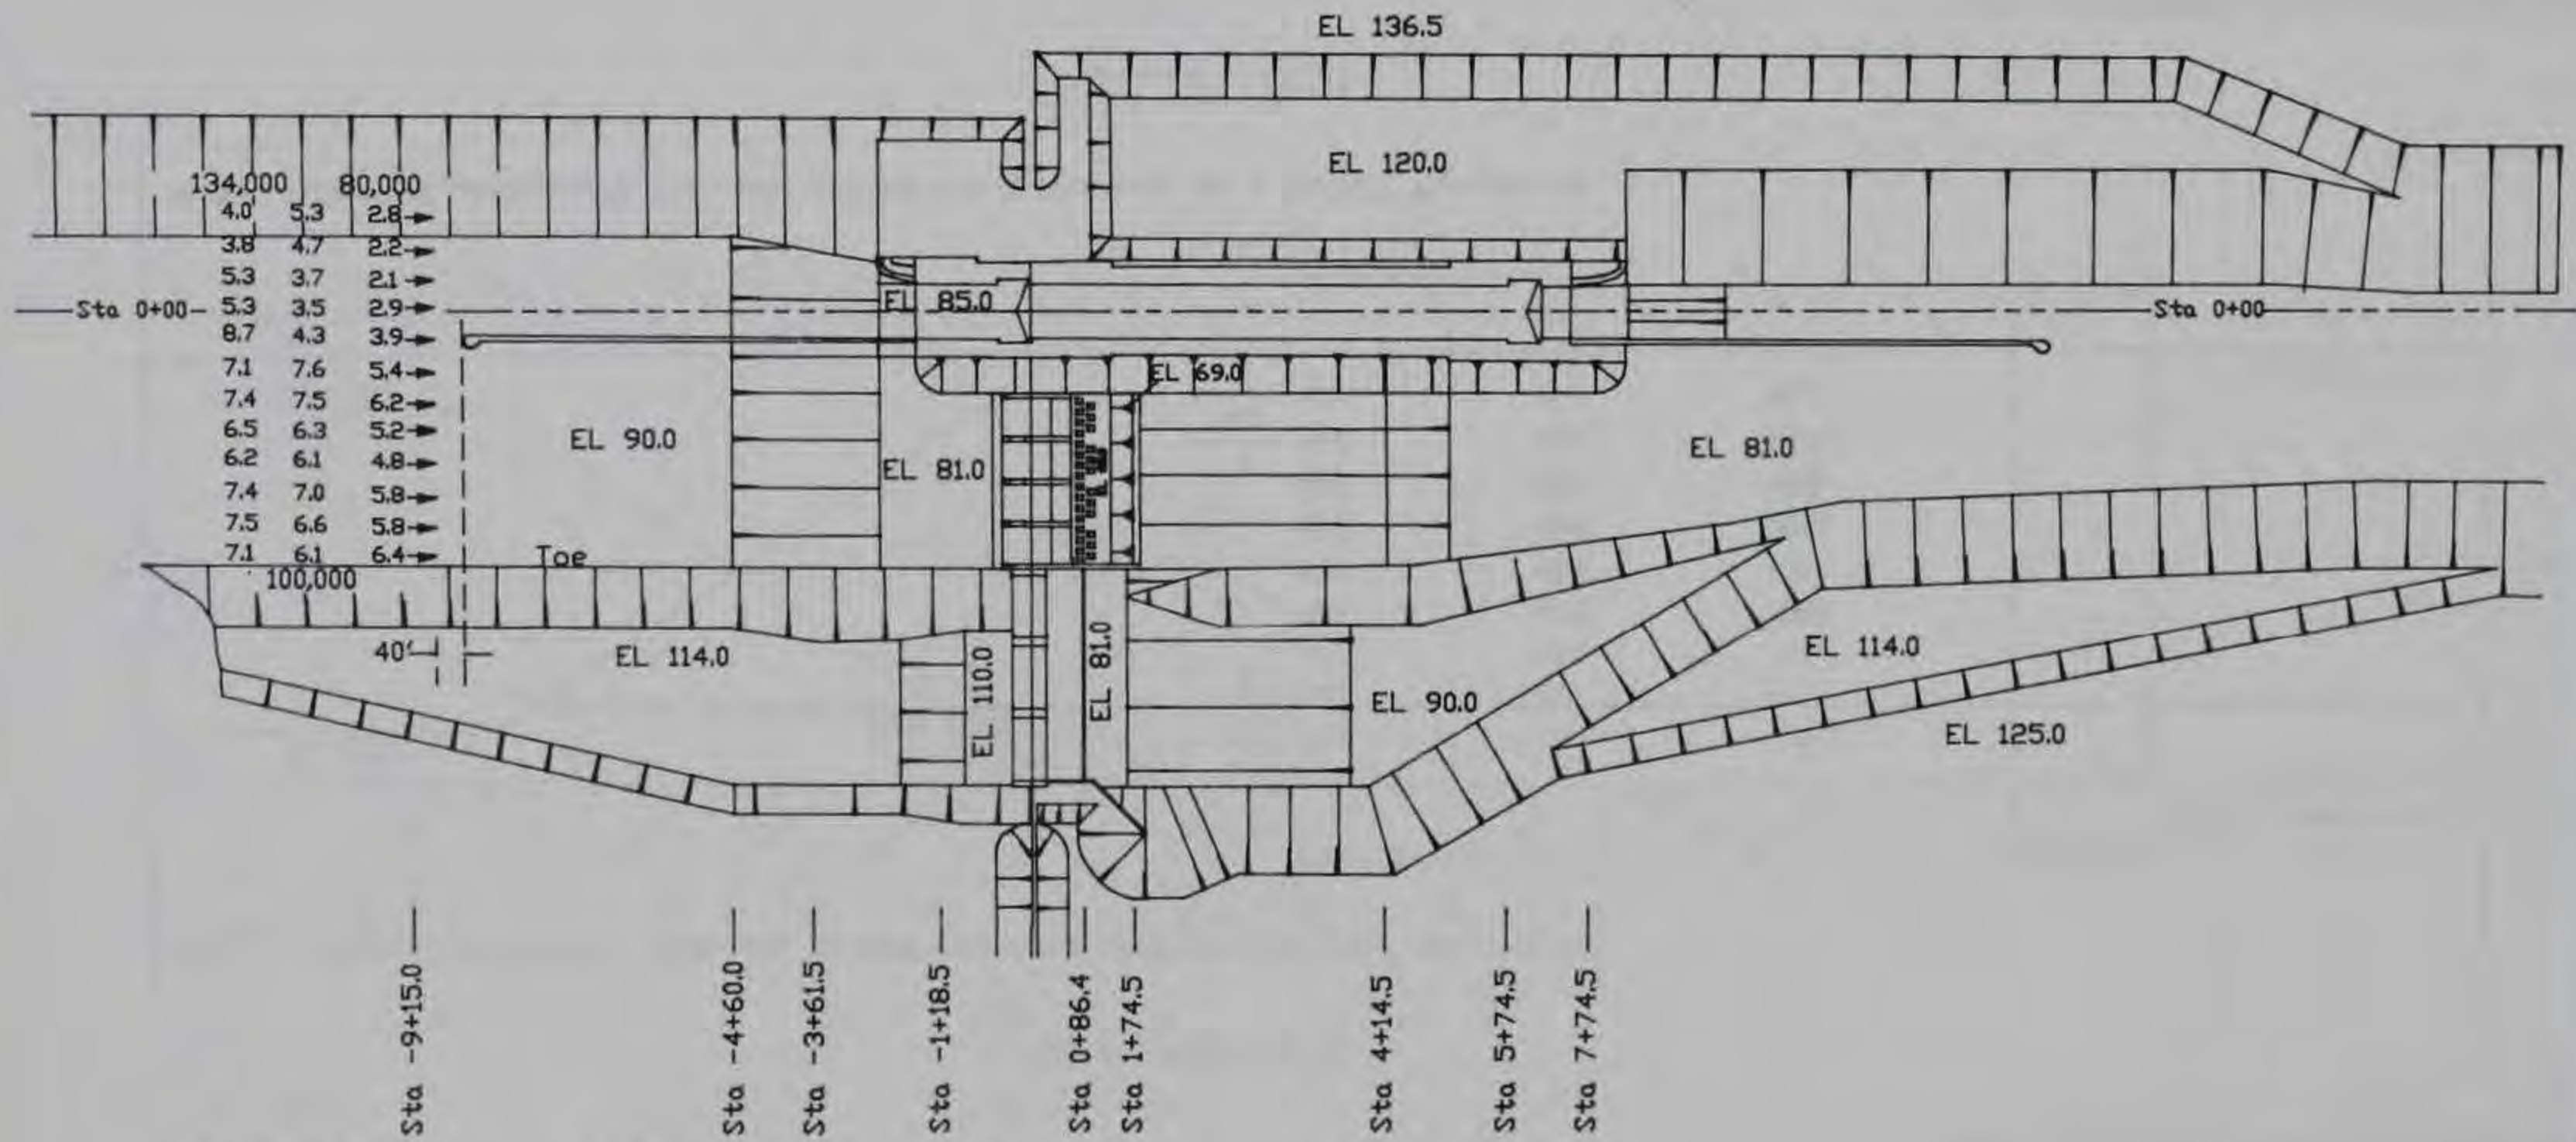 EL 136.5
EL 120.0
134,000 80,000
4.0 5.3 2.8
3.8 4.7 2.2
5.3 3.7 2.1
Sta 0+00 5.3 3.5 2.9 EL 85.0 Sta 0+00
8.7 4.3 3.9
7.1 7.6 5.4 EL 69.0
7.4 7.5 6.2
6.5 6.3 5.2 EL 90.0 EL 81.0
6.2 6.1 4.8 EL 81.0
7.4 7.0 5.8
7.5 6.6 5.8
7.1 6.1 6.4 Toe
100,000
40' EL 114.0 EL 110.0 EL 81.0 EL 114.0
EL 90.0
EL 125.0
Sta -9+15.0
Sta -4+60.0
Sta -3+61.5
Sta -1+18.5
Sta 0+86.4
Sta 1+74.5
Sta 4+14.5
Sta 5+74.5
Sta 7+74.5